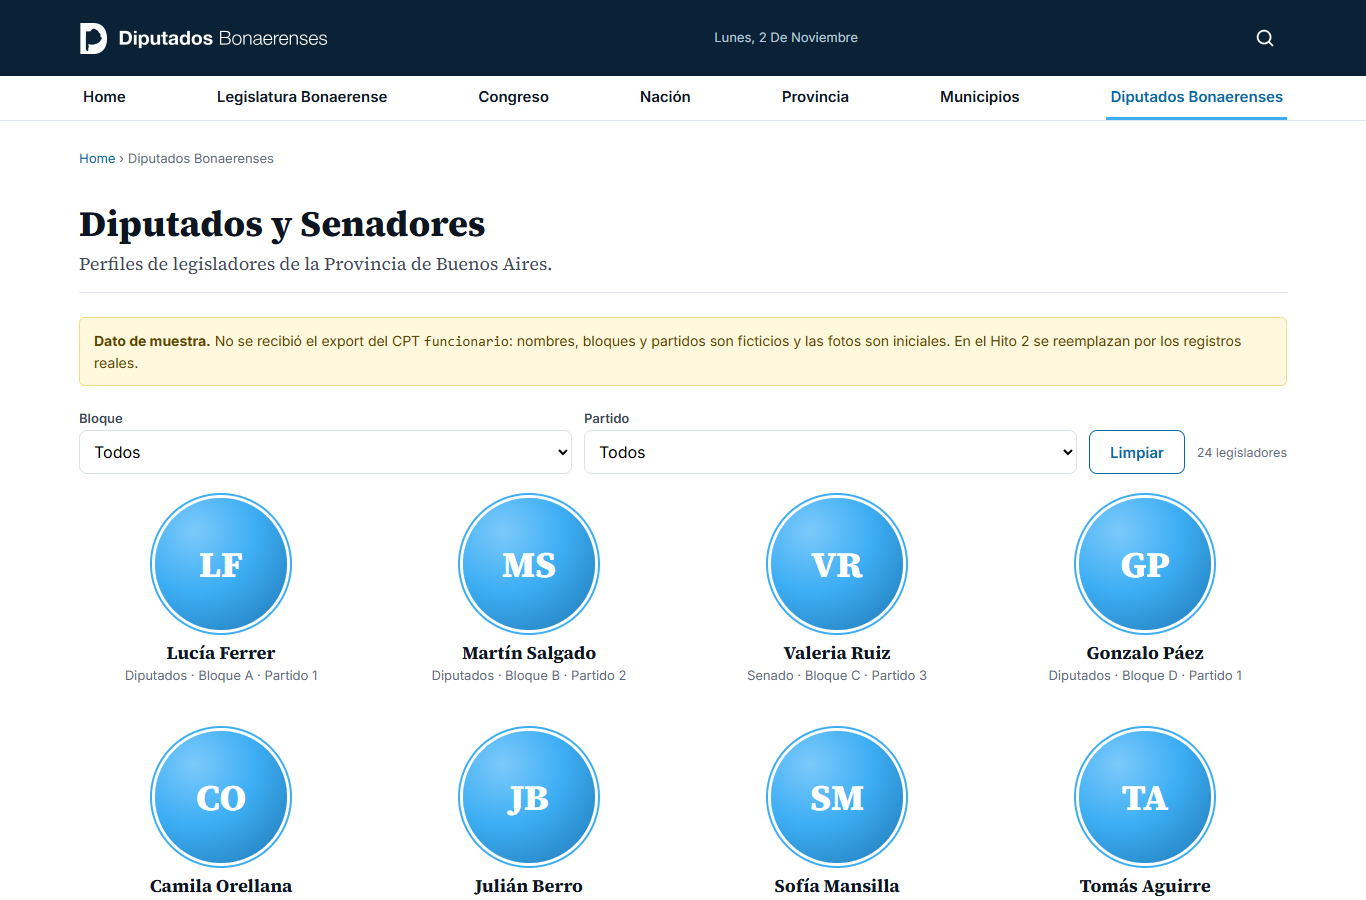 Diputados Bonaerenses
Lunes, 2 De Noviembre
Home
Legislatura Bonaerense
Congreso
Nación
Provincia
Municipios
Diputados Bonaerenses
Home › Diputados Bonaerenses
Diputados y Senadores
Perfiles de legisladores de la Provincia de Buenos Aires.
Dato de muestra. No se recibió el export del CPT funcionario: nombres, bloques y partidos son ficticios y las fotos son iniciales. En el Hito 2 se reemplazan por los registros
reales.
Bloque
Partido
Todos
Todos
Limpiar
24 legisladores
LF
MS
VR
GP
Lucía Ferrer
Martín Salgado
Valeria Ruiz
Gonzalo Páez
Diputados · Bloque A · Partido 1
Diputados · Bloque B · Partido 2
Senado · Bloque C · Partido 3
Diputados · Bloque D · Partido 1
CO
JB
SM
TA
Camila Orellana
Julián Berro
Sofía Mansilla
Tomás Aguirre